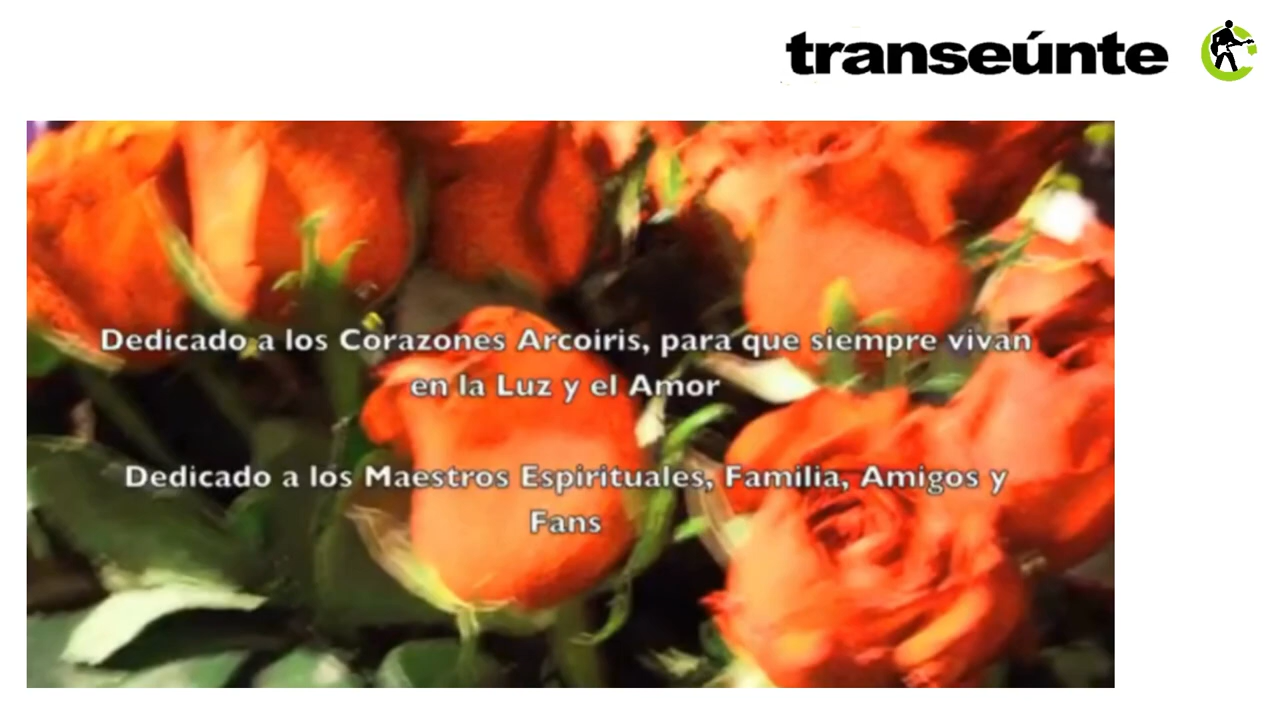 transeúnte
Dedicado a los Corazones Arcoiris, para que siempre vivan
en la Luz y el Amor
Dedicado a los Maestros Espirituales, Familia, Amigos y
Fans